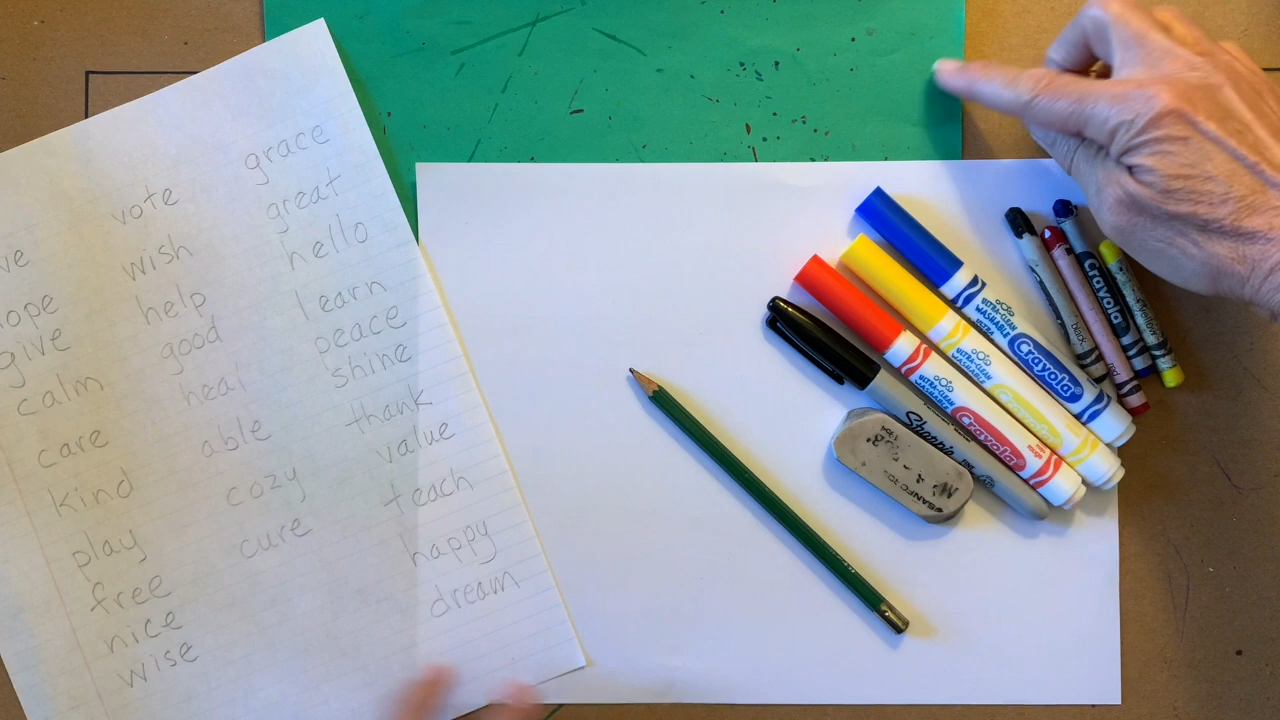 ve
hope
give
calm
care
kind
play
free
nice
wise
vote
wish
help
good
heal
able
cozy
cure
grace
great
hello
learn
peace
shine
thank
value
teach
happy
dream
ULTRA-CLEAN
WASHABLE
Crayola
ULTRA-CLEAN
WASHABLE
Crayola
ULTRA-CLEAN
WASHABLE
Crayola
Sharpie
SANFORD
black
red
Crayola
yellow